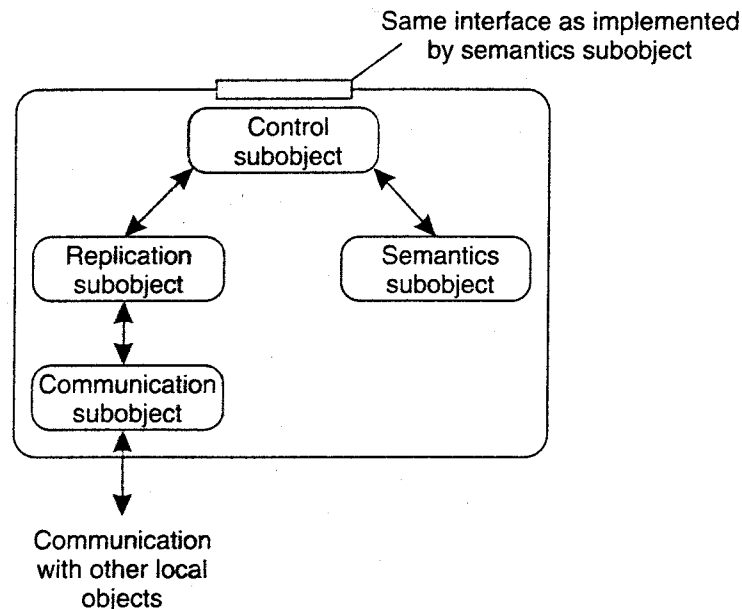 Same interface as implemented
by semantics subobject
Control
subobject
Replication
subobject
Semantics
subobject
Communication
subobject
Communication
with other local
objects